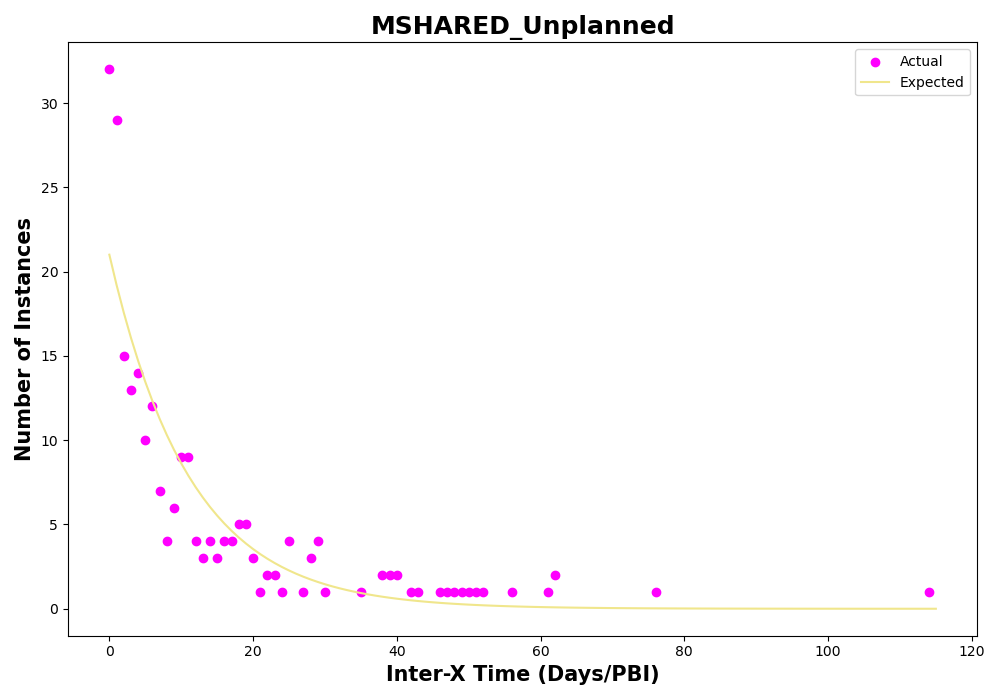 MSHARED_Unplanned
Actual
Expected
Number of Instances
30
25
20
15
10
5
0
0 20 40 60 80 100 120
Inter-X Time (Days/PBI)